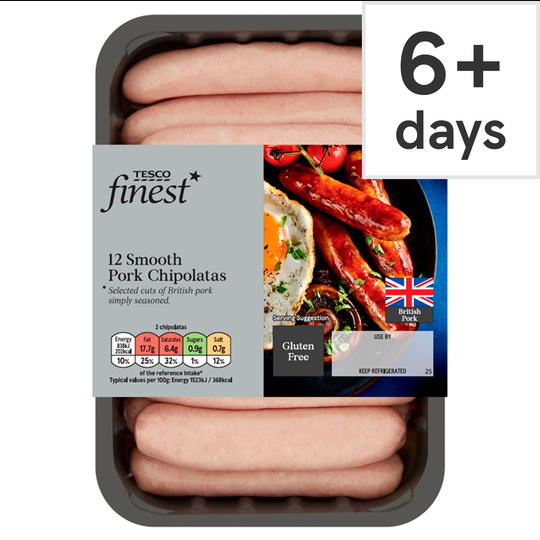 6+
days
TESCO
finest*
12 Smooth
Pork Chipolatas
* Selected cuts of British pork
simply seasoned.
2 chipolatas
Energy
838kJ
202kcal
10%
Fat
17.7g
25%
Saturates
6.4g
32%
Sugars
0.9g
1%
Salt
0.7g
12%
of the reference intake*
Typical values per 100g: Energy 1523kJ / 368kcal
Serving Suggestion
Gluten
Free
British
Pork
USE BY
KEEP REFRIGERATED
25